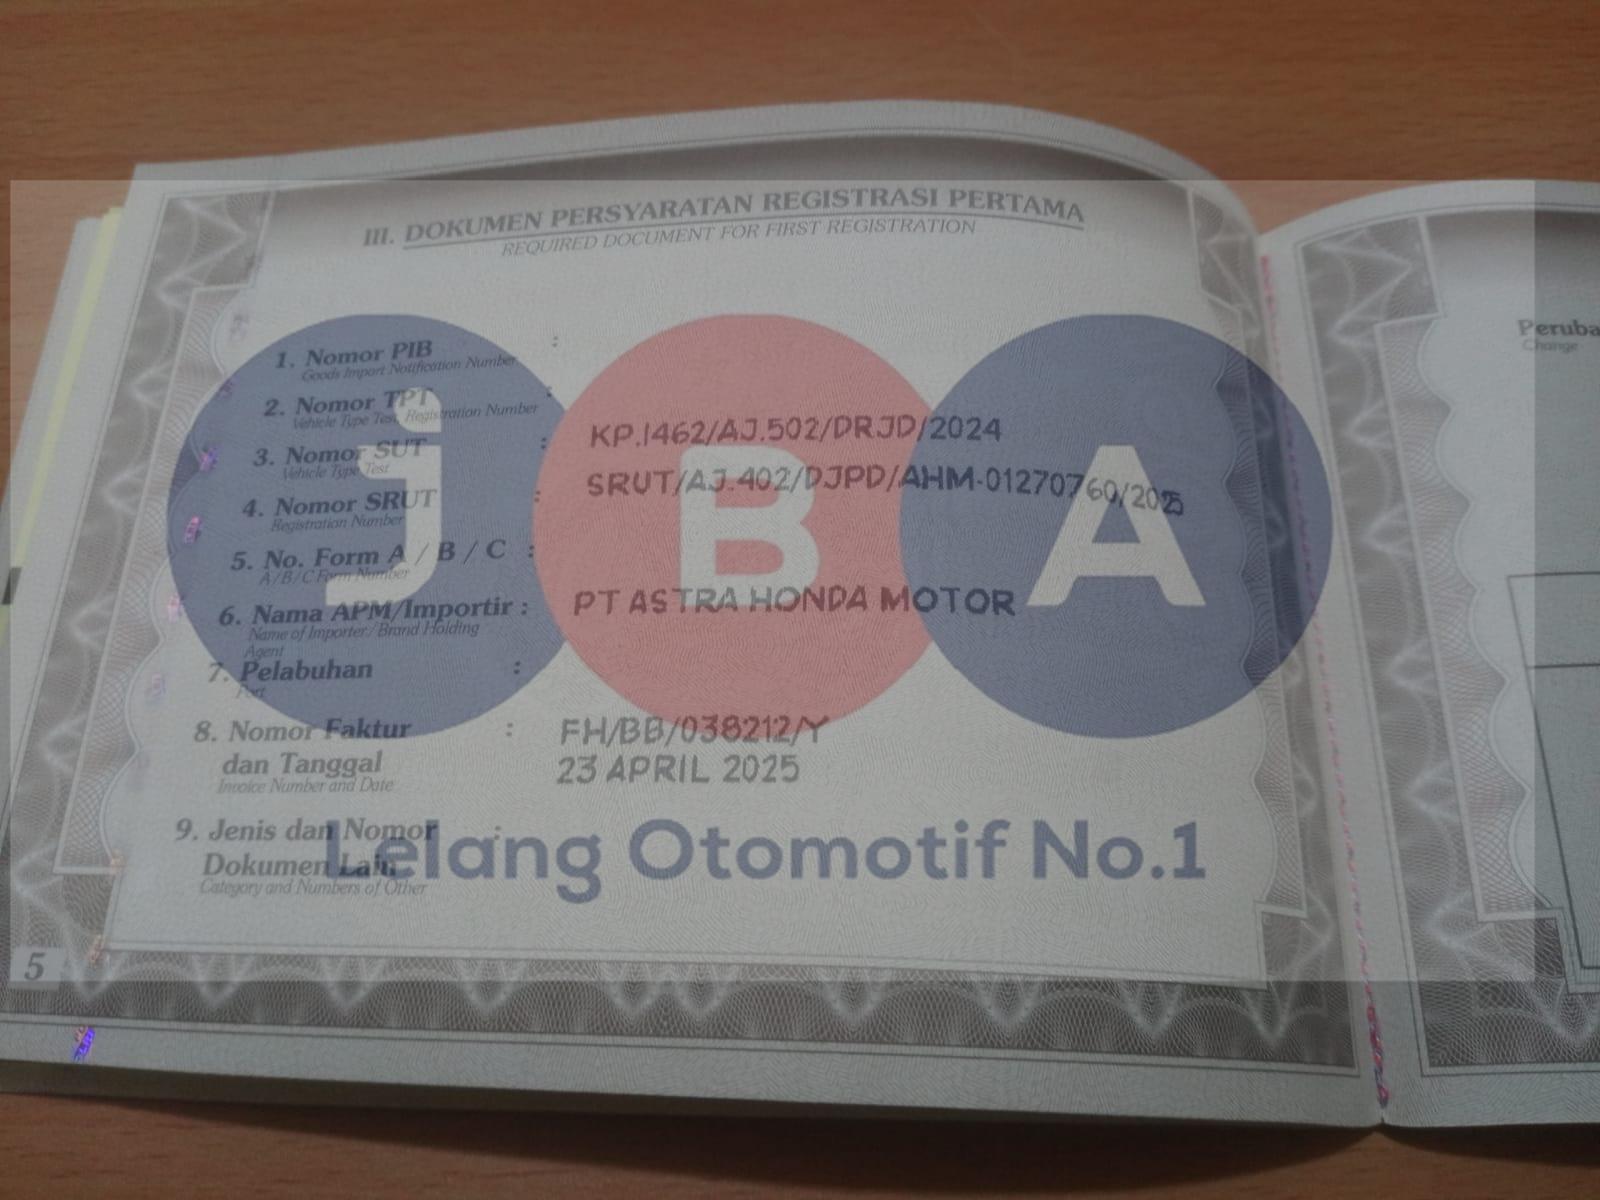 III. DOKUMEN PERSYARATAN REGISTRASI PERTAMA
REQUIRED DOCUMENT FOR FIRST REGISTRATION
1. Nomor PIB :
Goods Import Notification Number
2. Nomor TPT :
Vehicle Type Test Registration Number
3. Nomor SUT : KP.1462/AJ.502/DRJD/2024
Vehicle Type Test
4. Nomor SRUT : SRUT/AJ.402/DJPD/AHM-01270760/2025
Registration Number
5. No. Form A / B / C :
A/B/C Form Number
6. Nama APM/Importir : PT ASTRA HONDA MOTOR
Name of Importer/Brand Holding
Agent
7. Pelabuhan :
Port
8. Nomor Faktur : FH/BB/038212/Y
dan Tanggal 23 APRIL 2025
Invoice Number and Date
9. Jenis dan Nomor :
Dokumen Lain
Category and Numbers of Other
5
jBA
Lelang Otomotif No.1
Peruba
Change